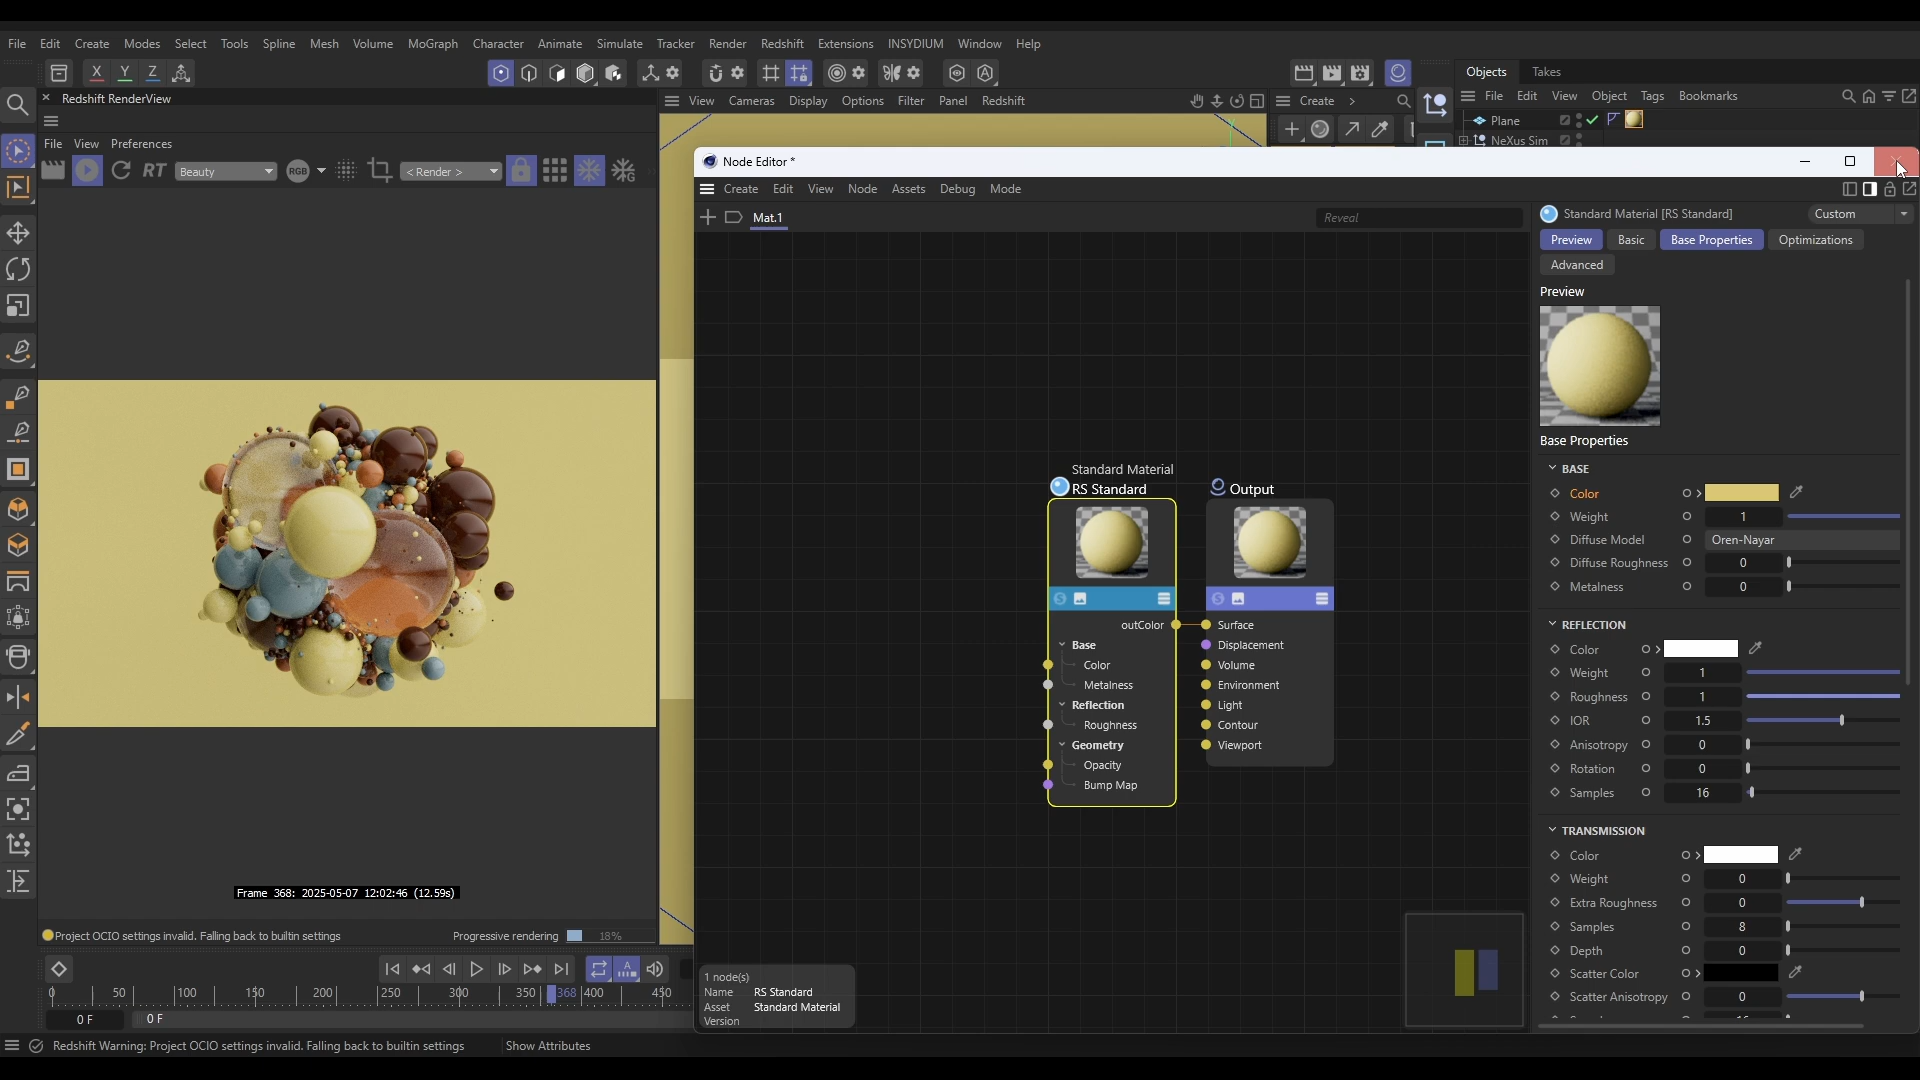 File Edit Create Modes Select Tools Spline Mesh Volume MoGraph Character Animate Simulate Tracker Render Redshift Extensions INSYDIUM Window Help
X Y Z
Objects Takes
Redshift RenderView
View Cameras Display Options Filter Panel Redshift
Create
File Edit View Object Tags Bookmarks
Plane
NeXus Sim
File View Preferences
RT Beauty RGB < Render >
Node Editor *
Create Edit View Node Assets Debug Mode
Mat.1
Reveal
Standard Material [RS Standard] Custom
Preview Basic Base Properties Optimizations
Advanced
Preview
Base Properties
BASE
Color
Weight 1
Diffuse Model Oren-Nayar
Diffuse Roughness 0
Metalness 0
REFLECTION
Color
Weight 1
Roughness 1
IOR 1.5
Anisotropy 0
Rotation 0
Samples 16
TRANSMISSION
Color
Weight 0
Extra Roughness 0
Samples 8
Depth 0
Scatter Color
Scatter Anisotropy 0
Standard Material
RS Standard
outColor
Base
Color
Metalness
Reflection
Roughness
Geometry
Opacity
Bump Map
Output
Surface
Displacement
Volume
Environment
Light
Contour
Viewport
1 node(s)
Name RS Standard
Asset Standard Material
Version
Frame 368: 2025-05-07 12:02:46 (12.59s)
Project OCIO settings invalid. Falling back to builtin settings Progressive rendering 18%
A
0 50 100 150 200 250 300 350 368 400 450
0 F 0 F
Redshift Warning: Project OCIO settings invalid. Falling back to builtin settings Show Attributes